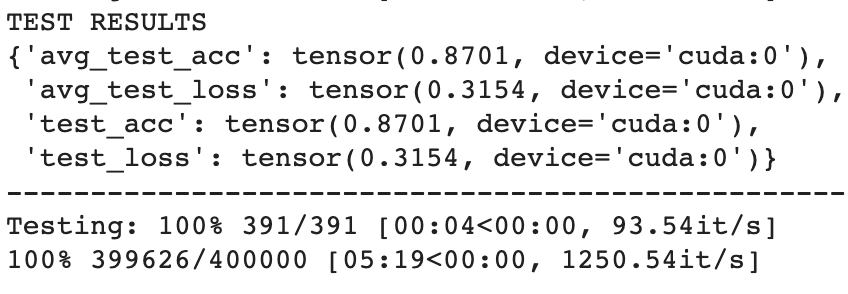 TEST RESULTS
{'avg_test_acc': tensor(0.8701, device='cuda:0'),
 'avg_test_loss': tensor(0.3154, device='cuda:0'),
 'test_acc': tensor(0.8701, device='cuda:0'),
 'test_loss': tensor(0.3154, device='cuda:0')}
--------------------------------------------------
Testing: 100% 391/391 [00:04<00:00, 93.54it/s]
100% 399626/400000 [05:19<00:00, 1250.54it/s]